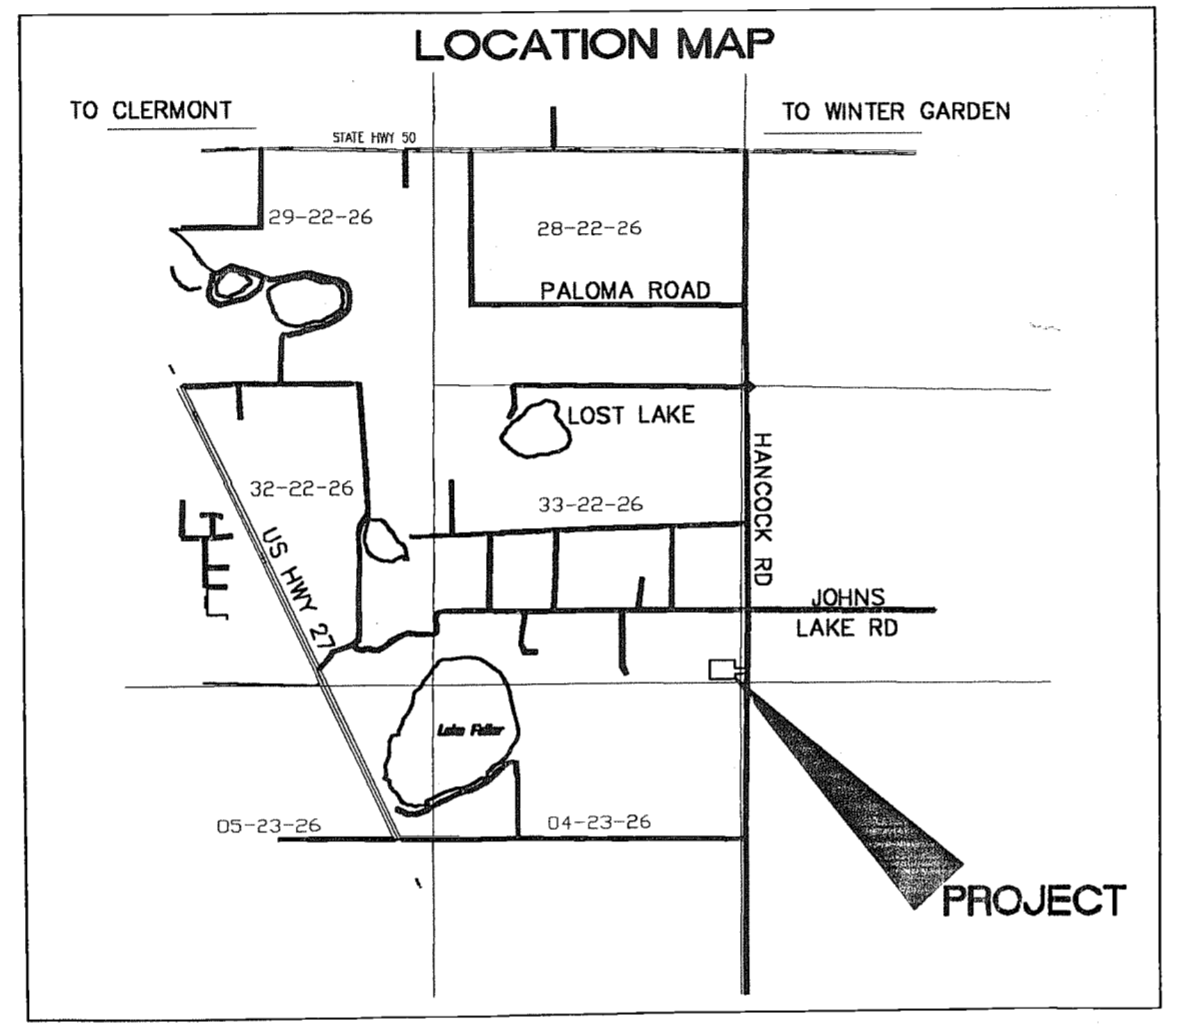 LOCATION MAP
TO CLERMONT
TO WINTER GARDEN
STATE HWY 50
29-22-26
28-22-26
PALOMA ROAD
LOST LAKE
HANCOCK RD
32-22-26
33-22-26
US HWY 27
JOHNS
LAKE RD
Lake Felter
05-23-26
04-23-26
PROJECT